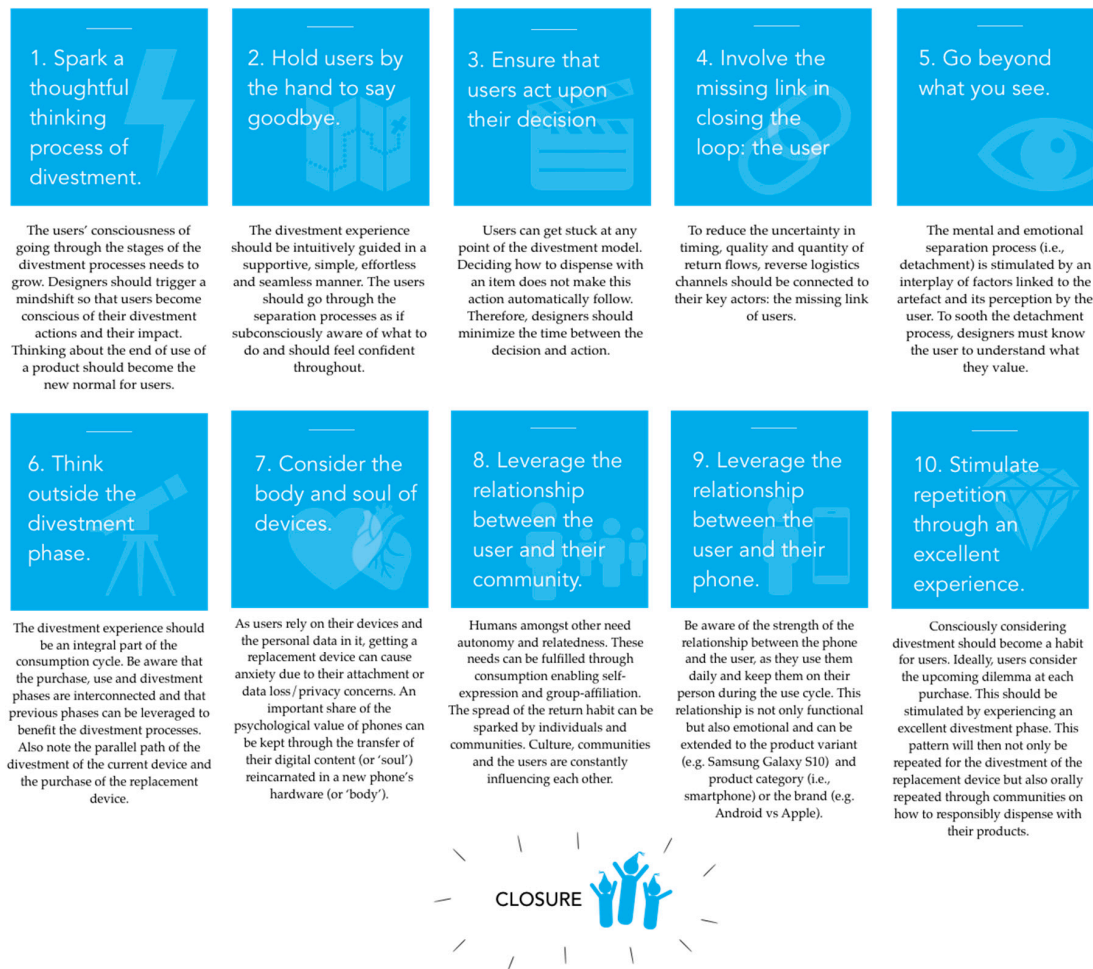 1. Spark a
thoughtful
thinking
process of
divestment.
The users' consciousness of
going through the stages of the
divestment processes needs to
grow. Designers should trigger a
mindshift so that users become
conscious of their divestment
actions and their impact.
Thinking about the end of use of
a product should become the
new normal for users.
2. Hold users by
the hand to say
goodbye.
The divestment experience
should be intuitively guided in a
supportive, simple, effortless
and seamless manner. The users
should go through the
separation processes as if
subconsciously aware of what to
do and should feel confident
throughout.
3. Ensure that
users act upon
their decision
Users can get stuck at any
point of the divestment model.
Deciding how to dispense with
an item does not make this
action automatically follow.
Therefore, designers should
minimize the time between the
decision and action.
4. Involve the
missing link in
closing the
loop: the user
To reduce the uncertainty in
timing, quality and quantity of
return flows, reverse logistics
channels should be connected to
their key actors: the missing link
of users.
5. Go beyond
what you see.
The mental and emotional
separation process (i.e.,
detachment) is stimulated by an
interplay of factors linked to the
artefact and its perception by the
user. To sooth the detachment
process, designers must know
the user to understand what
they value.
6. Think
outside the
divestment
phase.
The divestment experience should
be an integral part of the
consumption cycle. Be aware that
the purchase, use and divestment
phases are interconnected and that
previous phases can be leveraged to
benefit the divestment processes.
Also note the parallel path of the
divestment of the current device and
the purchase of the replacement
device.
7. Consider the
body and soul of
devices.
As users rely on their devices and
the personal data in it, getting a
replacement device can cause
anxiety due to their attachment or
data loss/privacy concerns. An
important share of the
psychological value of phones can
be kept through the transfer of
their digital content (or 'soul')
reincarnated in a new phone's
hardware (or 'body').
8. Leverage the
relationship
between the
user and their
community.
Humans amongst other need
autonomy and relatedness. These
needs can be fulfilled through
consumption enabling self-
expression and group-affiliation.
The spread of the return habit can be
sparked by individuals and
communities. Culture, communities
and the users are constantly
influencing each other.
9. Leverage the
relationship
between the
user and their
phone.
Be aware of the strength of the
relationship between the phone
and the user, as they use them
daily and keep them on their
person during the use cycle. This
relationship is not only functional
but also emotional and can be
extended to the product variant
(e.g. Samsung Galaxy S10) and
product category (i.e.,
smartphone) or the brand (e.g.
Android vs Apple).
10. Stimulate
repetition
through an
excellent
experience.
Consciously considering
divestment should become a habit
for users. Ideally, users consider
the upcoming dilemma at each
purchase. This should be
stimulated by experiencing an
excellent divestment phase. This
pattern will then not only be
repeated for the divestment of the
replacement device but also orally
repeated through communities on
how to responsibly dispense with
their products.
CLOSURE